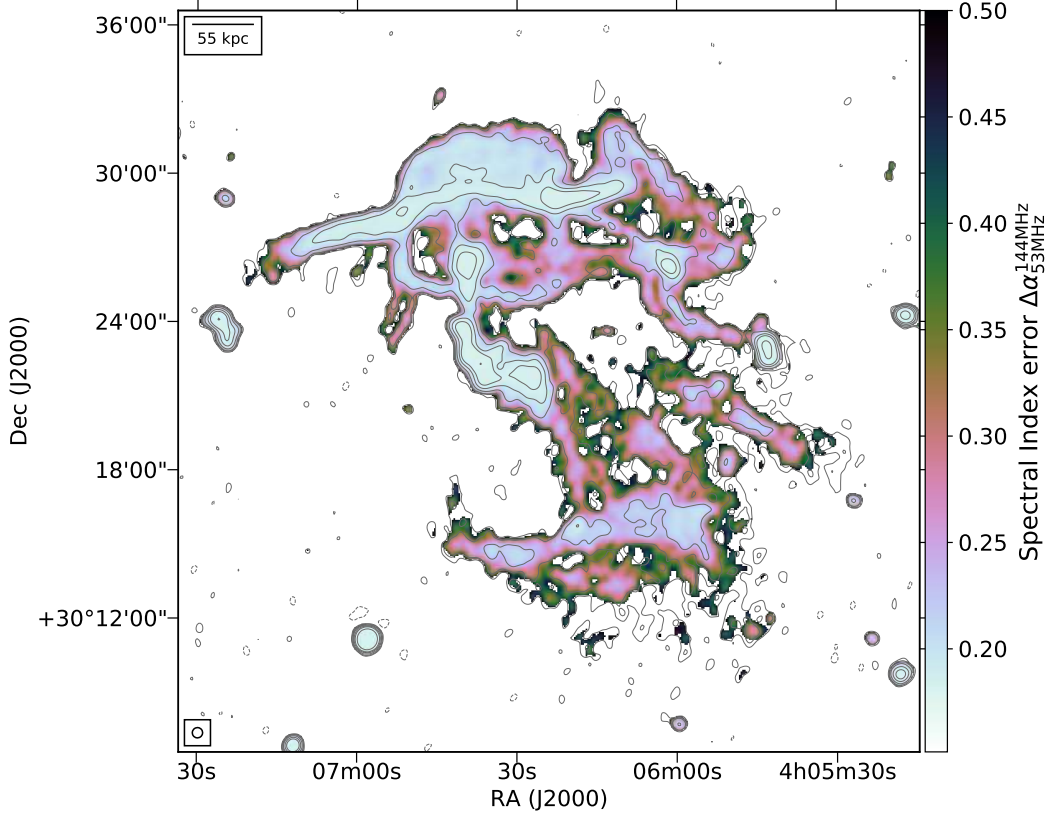 55 kpc
36'00"
30'00"
24'00"
18'00"
+30°12'00"
Dec (J2000)
30s
07m00s
30s
06m00s
4h05m30s
RA (J2000)
0.50
0.45
0.40
0.35
0.30
0.25
0.20
Spectral Index error Δα¹⁴⁴ᴹᴴᶻ₅₃MHz